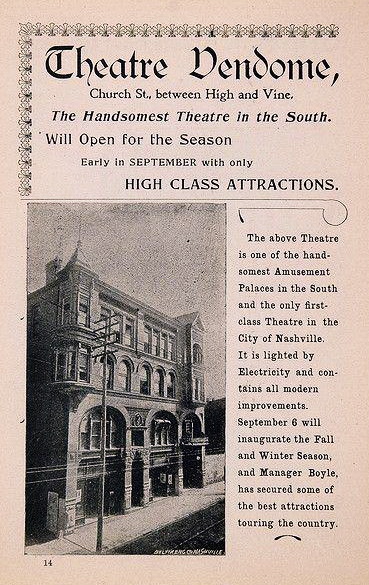 Theatre Vendome,
Church St., between High and Vine.
The Handsomest Theatre in the South.
Will Open for the Season
Early in SEPTEMBER with only
HIGH CLASS ATTRACTIONS.
The above Theatre
is one of the hand-
somest Amusement
Palaces in the South
and the only first-
class Theatre in the
City of Nashville.
It is lighted by
Electricity and con-
tains all modern
improvements.
September 6 will
inaugurate the Fall
and Winter Season,
and Manager Boyle,
has secured some of
the best attractions
touring the country.
14